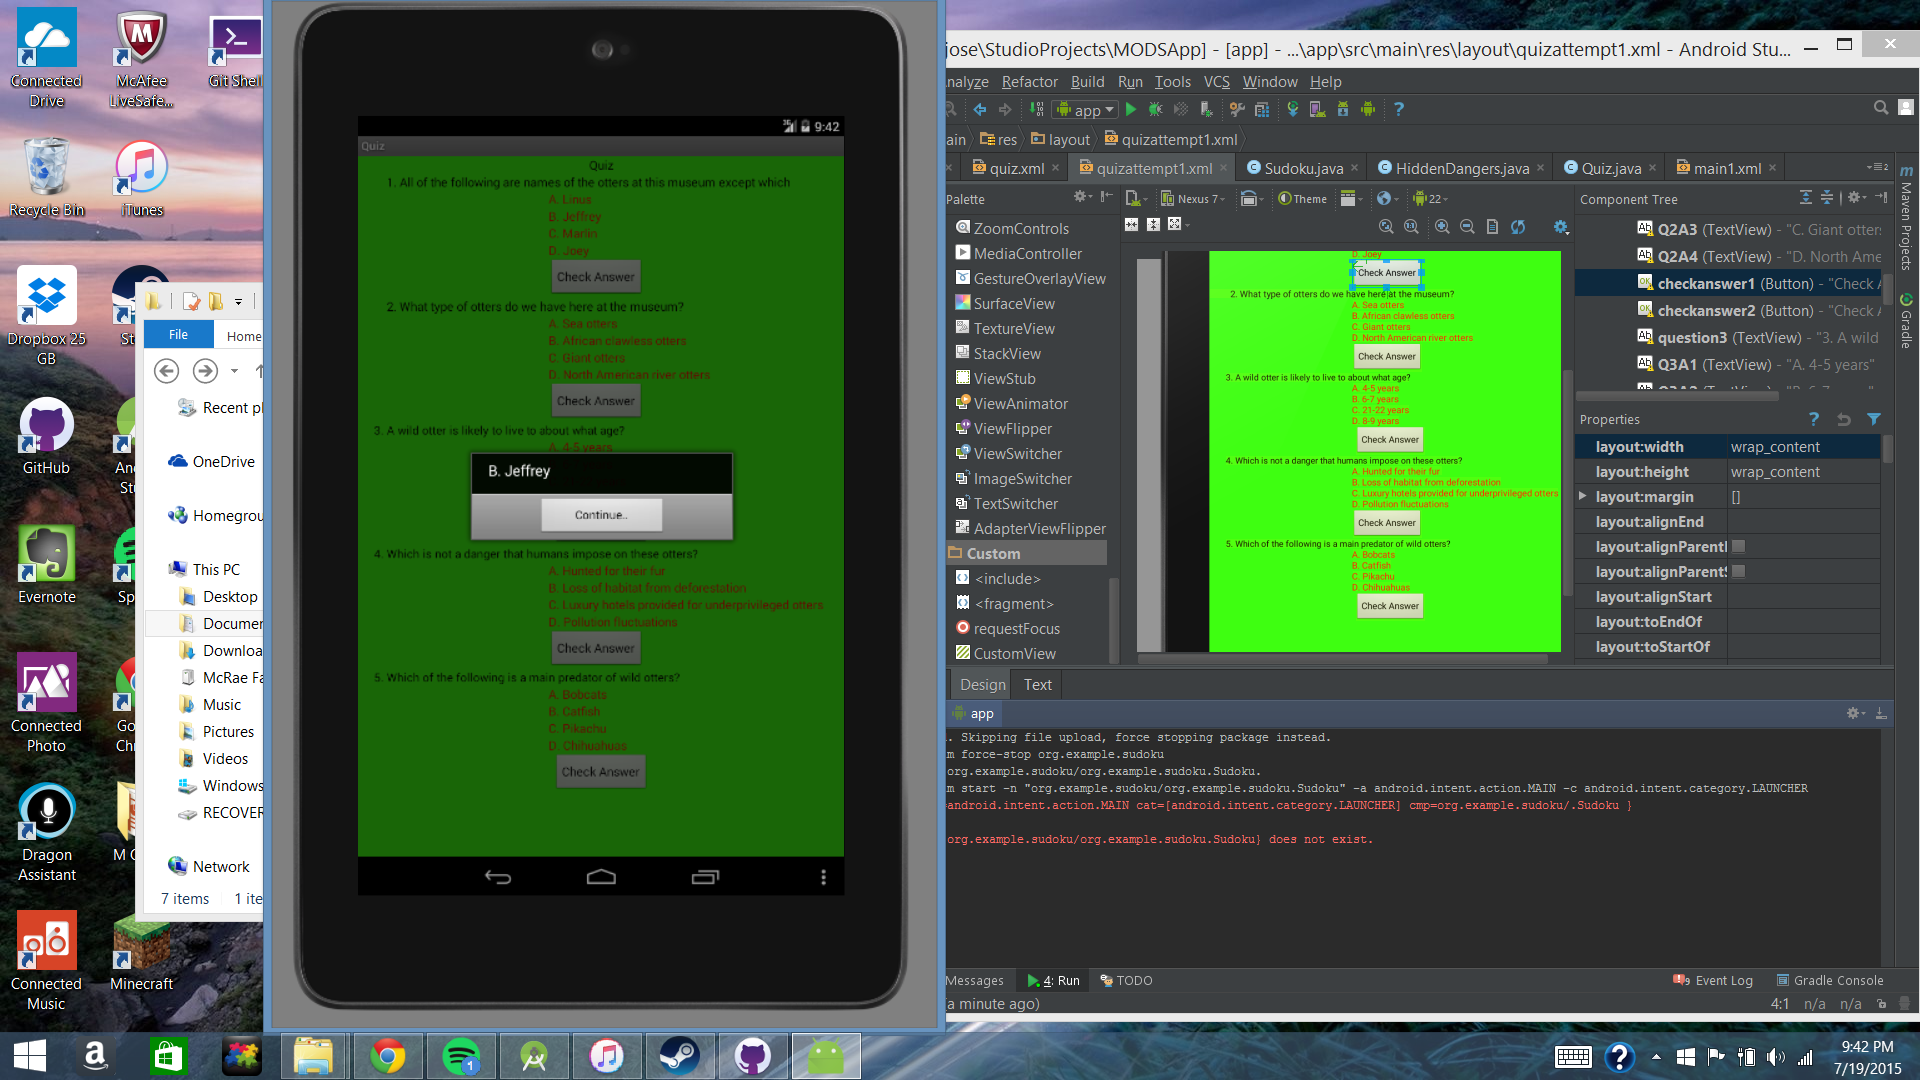 Connected
Drive
McAfee
LiveSafe...
Git Shell
Recycle Bin
iTunes
Dropbox 25
GB
GitHub
Evernote
Connected
Photo
Dragon
Assistant
Connected
Music
Minecraft
File
Home
Recent pl
OneDrive
Homegrou
This PC
Desktop
Documen
Downloa
McRae Fa
Music
Pictures
Videos
Windows
RECOVER
Network
7 items
1 ite
9:42
Quiz
Quiz
1. All of the following are names of the otters at this museum except which
A. Linus
B. Jeffrey
C. Marlin
D. Joey
Check Answer
2. What type of otters do we have here at the museum?
A. Sea otters
B. African clawless otters
C. Giant otters
D. North American river otters
Check Answer
3. A wild otter is likely to live to about what age?
A. 4-5 years
B. Jeffrey
Continue..
4. Which is not a danger that humans impose on these otters?
A. Hunted for their fur
B. Loss of habitat from deforestation
C. Luxury hotels provided for underprivileged otters
D. Pollution fluctuations
Check Answer
5. Which of the following is a main predator of wild otters?
A. Bobcats
B. Catfish
C. Pikachu
D. Chihuahuas
Check Answer
jose\StudioProjects\MODSApp] - [app] - ...\app\src\main\res\layout\quizattempt1.xml - Android Stu...
nalyze Refactor Build Run Tools VCS Window Help
app
ain res layout quizattempt1.xml
quiz.xml quizattempt1.xml Sudoku.java HiddenDangers.java Quiz.java main1.xml
Palette
Nexus 7
Theme
22
ZoomControls
MediaController
GestureOverlayView
SurfaceView
TextureView
StackView
ViewStub
ViewAnimator
ViewFlipper
ViewSwitcher
ImageSwitcher
TextSwitcher
AdapterViewFlipper
Custom
<include>
<fragment>
requestFocus
CustomView
D. Joey
Check Answer
2. What type of otters do we have here at the museum?
A. Sea otters
B. African clawless otters
C. Giant otters
D. North American river otters
Check Answer
3. A wild otter is likely to live to about what age?
A. 4-5 years
B. 6-7 years
C. 21-22 years
D. 8-9 years
Check Answer
4. Which is not a danger that humans impose on these otters?
A. Hunted for their fur
B. Loss of habitat from deforestation
C. Luxury hotels provided for underprivileged otters
D. Pollution fluctuations
Check Answer
5. Which of the following is a main predator of wild otters?
A. Bobcats
B. Catfish
C. Pikachu
D. Chihuahuas
Check Answer
Component Tree
Q2A3 (TextView) - "C. Giant otters
Q2A4 (TextView) - "D. North Ame
checkanswer1 (Button) - "Check A
checkanswer2 (Button) - "Check A
question3 (TextView) - "3. A wild
Q3A1 (TextView) - "A. 4-5 years"
Properties
layout:width wrap_content
layout:height wrap_content
layout:margin []
layout:alignEnd
layout:alignParentI
layout:alignParentS
layout:alignStart
layout:toEndOf
layout:toStartOf
Maven Projects
Gradle
Design Text
app
. Skipping file upload, force stopping package instead.
m force-stop org.example.sudoku
org.example.sudoku/org.example.sudoku.Sudoku.
m start -n "org.example.sudoku/org.example.sudoku.Sudoku" -a android.intent.action.MAIN -c android.intent.category.LAUNCHER
=android.intent.action.MAIN cat=[android.intent.category.LAUNCHER] cmp=org.example.sudoku/.Sudoku }
org.example.sudoku/org.example.sudoku.Sudoku} does not exist.
Messages 4: Run TODO
Event Log Gradle Console
(a minute ago)
4:1 n/a n/a
9:42 PM
7/19/2015